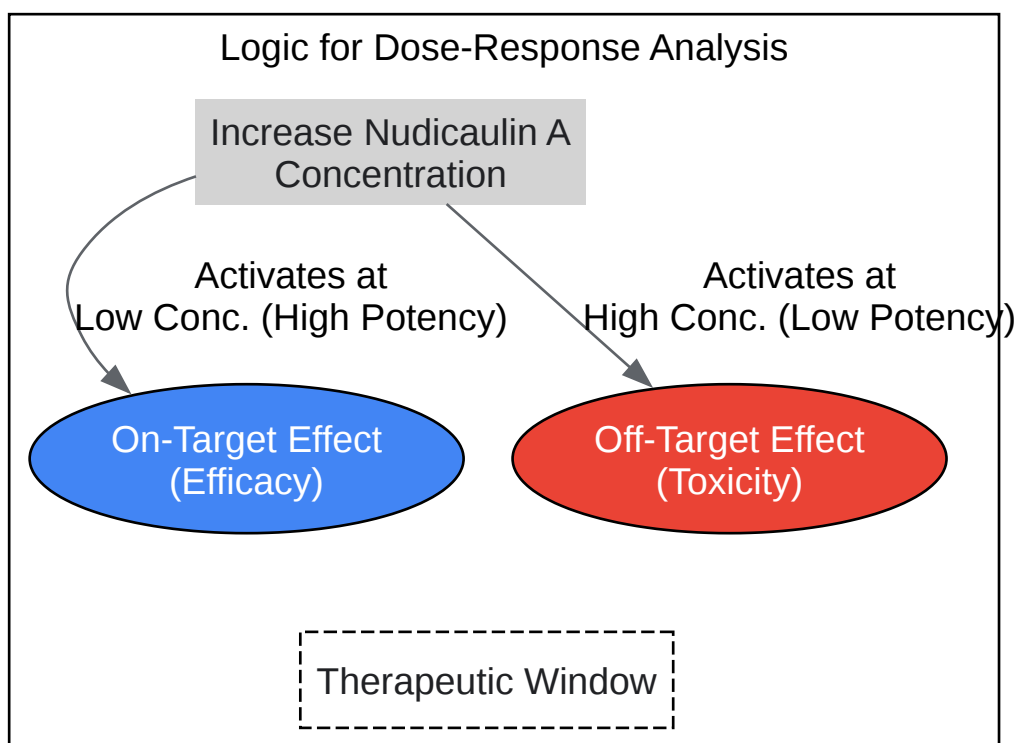 Logic for Dose-Response Analysis
Increase Nudicaulin A
Concentration
Activates at
Low Conc. (High Potency)
Activates at
High Conc. (Low Potency)
On-Target Effect
(Efficacy)
Off-Target Effect
(Toxicity)
Therapeutic Window